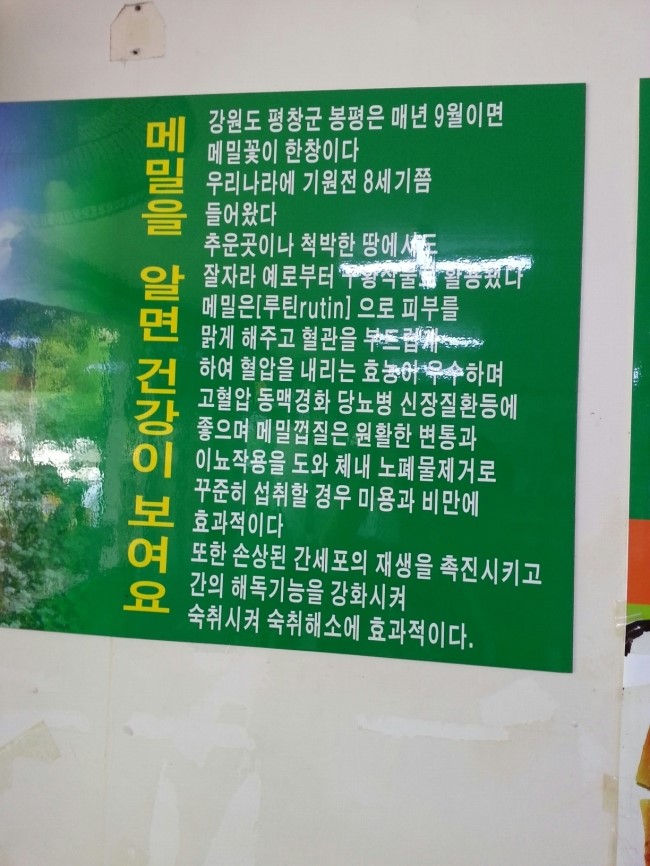 메밀을 알면 건강이 보여요
강원도 평창군 봉평은 매년 9월이면
메밀꽃이 한창이다
우리나라에 기원전 8세기쯤
들어왔다
추운곳이나 척박한 땅에서도
잘자라 예로부터 구황작물로 활용했다
메밀은[루틴rutin] 으로 피부를
맑게 해주고 혈관을 부드럽게
하여 혈압을 내리는 효능이 우수하며
고혈압 동맥경화 당뇨병 신장질환등에
좋으며 메밀껍질은 원활한 변통과
이뇨작용을 도와 체내 노폐물제거로
꾸준히 섭취할 경우 미용과 비만에
효과적이다
또한 손상된 간세포의 재생을 촉진시키고
간의 해독기능을 강화시켜
숙취시켜 숙취해소에 효과적이다.